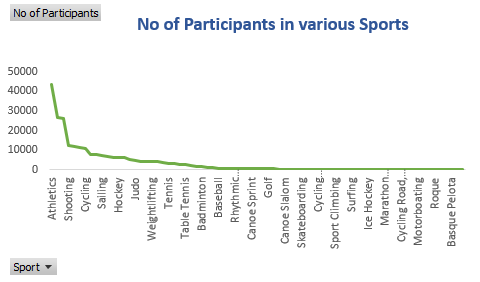 No of Participants
No of Participants in various Sports
50000
40000
30000
20000
10000
0
Athletics
Shooting
Cycling
Sailing
Hockey
Judo
Weightlifting
Tennis
Table Tennis
Badminton
Baseball
Rhythmic...
Canoe Sprint
Golf
Canoe Slalom
Skateboarding
Cycling...
Sport Climbing
Surfing
Ice Hockey
Marathon...
Cycling Road,...
Motorboating
Roque
Basque Pelota
Sport